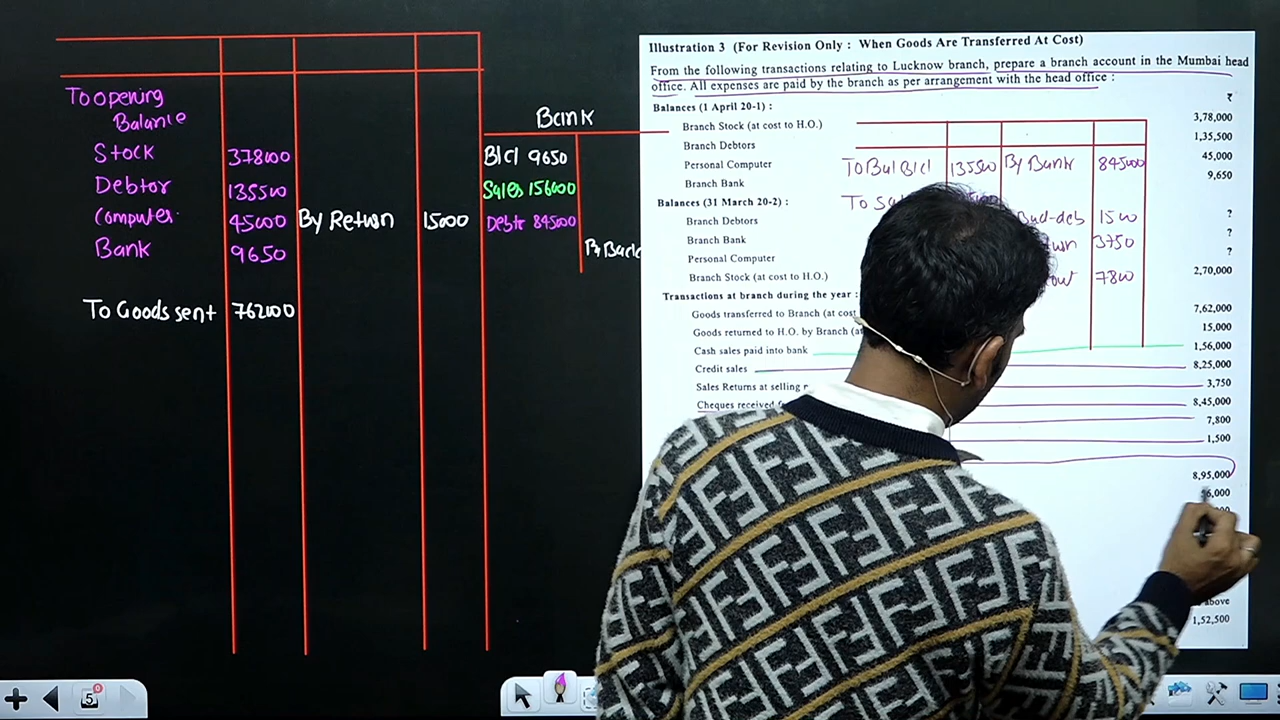 To opening
Balance
Stock 378000
Debtor 135500
Computer 45000 By Return 15000
Bank 9650
To Goods sent 762000
Bank
9650
Sales 156000
Debtr 845000
Illustration 3 (For Revision Only : When Goods Are Transferred At Cost)
From the following transactions relating to Lucknow branch, prepare a branch account in the Mumbai head
office. All expenses are paid by the branch as per arrangement with the head office :
₹
Balances (1 April 20-1) :
Branch Stock (at cost to H.O.) 3,78,000
Branch Debtors 1,35,500
Personal Computer 45,000
Branch Bank 9,650
Balances (31 March 20-2) :
Branch Debtors ?
Branch Bank ?
Personal Computer ?
Branch Stock (at cost to H.O.) 2,70,000
Transactions at branch during the year :
Goods transferred to Branch (at cost 7,62,000
Goods returned to H.O. by Branch (at 15,000
Cash sales paid into bank 1,56,000
Credit sales 8,25,000
Sales Returns at selling 3,750
Cheques received 8,45,000
7,800
1,500
8,95,000
6,000
above
1,52,500
To Bal 135500 By Bank 845000
To
1500
3750
7800
5